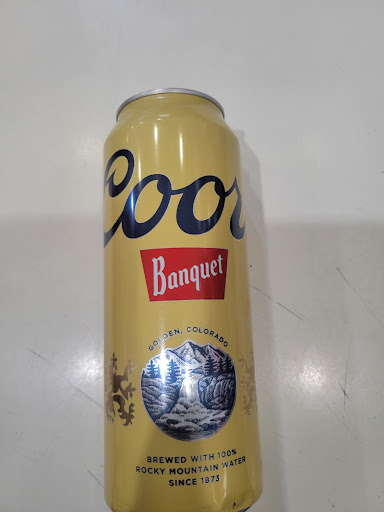 Coor
Banquet
GOLDEN, COLORADO
BREWED WITH 100%
ROCKY MOUNTAIN WATER
SINCE 1873